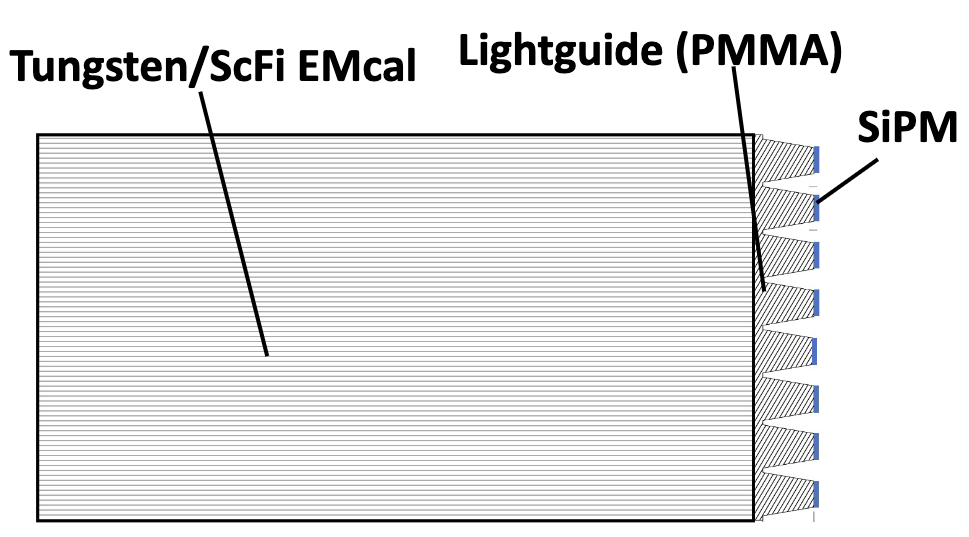 Lightguide (PMMA)
Tungsten/ScFi EMcal
SiPM